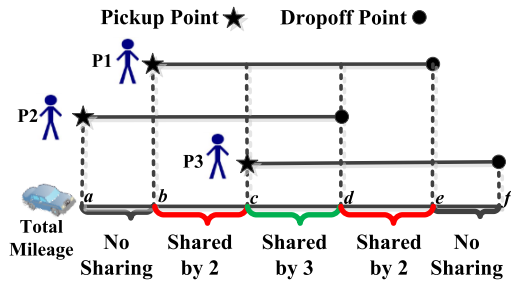 Pickup Point Dropoff Point
P1
P2
P3
a b c d e f
Total Mileage
No Sharing
Shared by 2
Shared by 3
Shared by 2
No Sharing